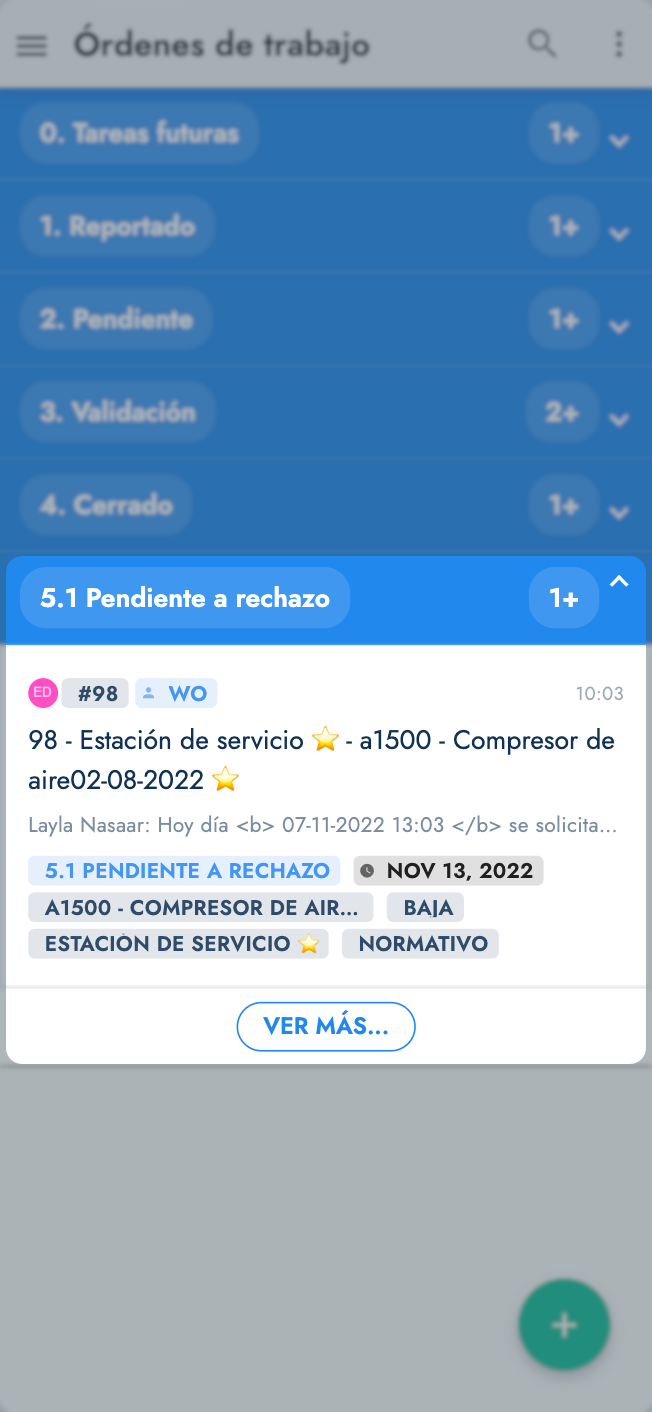 Órdenes de trabajo
0. Tareas futuras 1+
1. Reportado 1+
2. Pendiente 1+
3. Validación 2+
4. Cerrado 1+
5.1 Pendiente a rechazo 1+
ED #98 WO 10:03
98 - Estación de servicio ⭐ - a1500 - Compresor de
aire02-08-2022 ⭐
Layla Nasaar: Hoy día <b> 07-11-2022 13:03 </b> se solicita...
5.1 PENDIENTE A RECHAZO NOV 13, 2022
A1500 - COMPRESOR DE AIR... BAJA
ESTACIÓN DE SERVICIO ⭐ NORMATIVO
VER MÁS...
+